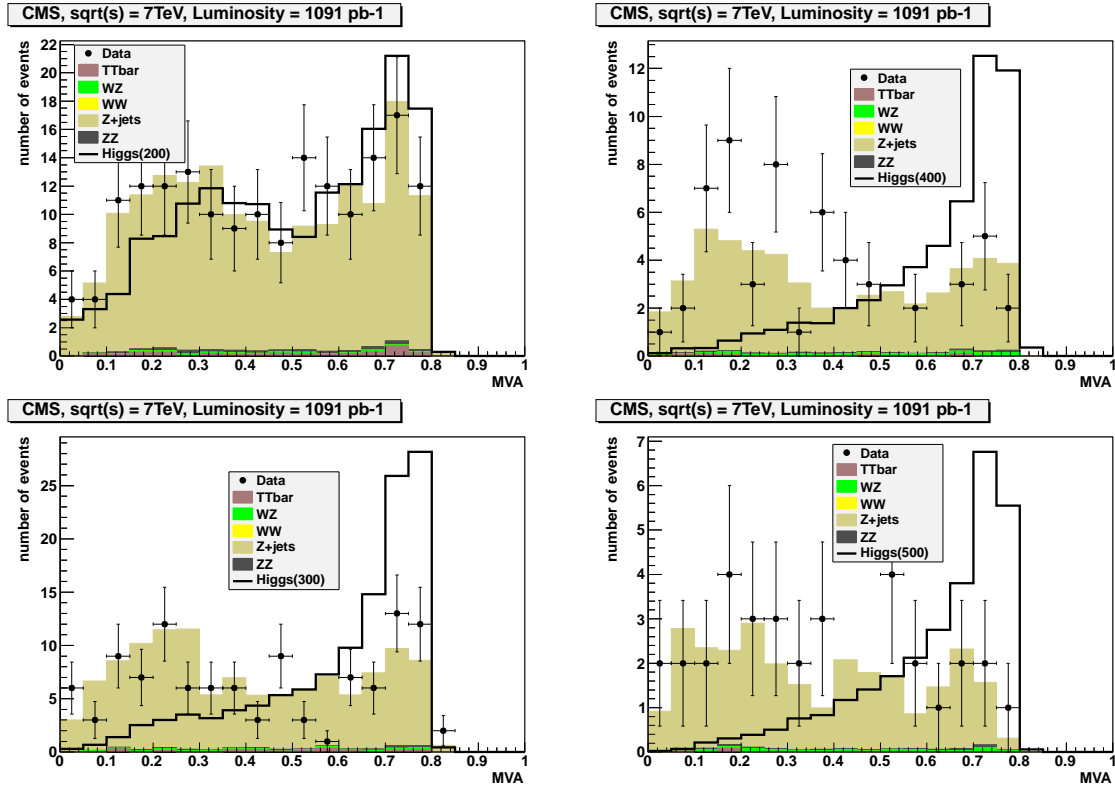 CMS, sqrt(s) = 7TeV, Luminosity = 1091 pb-1
number of events
22
20
18
16
14
12
10
8
6
4
2
0
Data
TTbar
WZ
WW
Z+jets
ZZ
Higgs(200)
0 0.1 0.2 0.3 0.4 0.5 0.6 0.7 0.8 0.9 1
MVA
CMS, sqrt(s) = 7TeV, Luminosity = 1091 pb-1
number of events
12
10
8
6
4
2
0
Data
TTbar
WZ
WW
Z+jets
ZZ
Higgs(400)
0 0.1 0.2 0.3 0.4 0.5 0.6 0.7 0.8 0.9 1
MVA
CMS, sqrt(s) = 7TeV, Luminosity = 1091 pb-1
number of events
25
20
15
10
5
0
Data
TTbar
WZ
WW
Z+jets
ZZ
Higgs(300)
0 0.1 0.2 0.3 0.4 0.5 0.6 0.7 0.8 0.9 1
MVA
CMS, sqrt(s) = 7TeV, Luminosity = 1091 pb-1
number of events
7
6
5
4
3
2
1
0
Data
TTbar
WZ
WW
Z+jets
ZZ
Higgs(500)
0 0.1 0.2 0.3 0.4 0.5 0.6 0.7 0.8 0.9 1
MVA